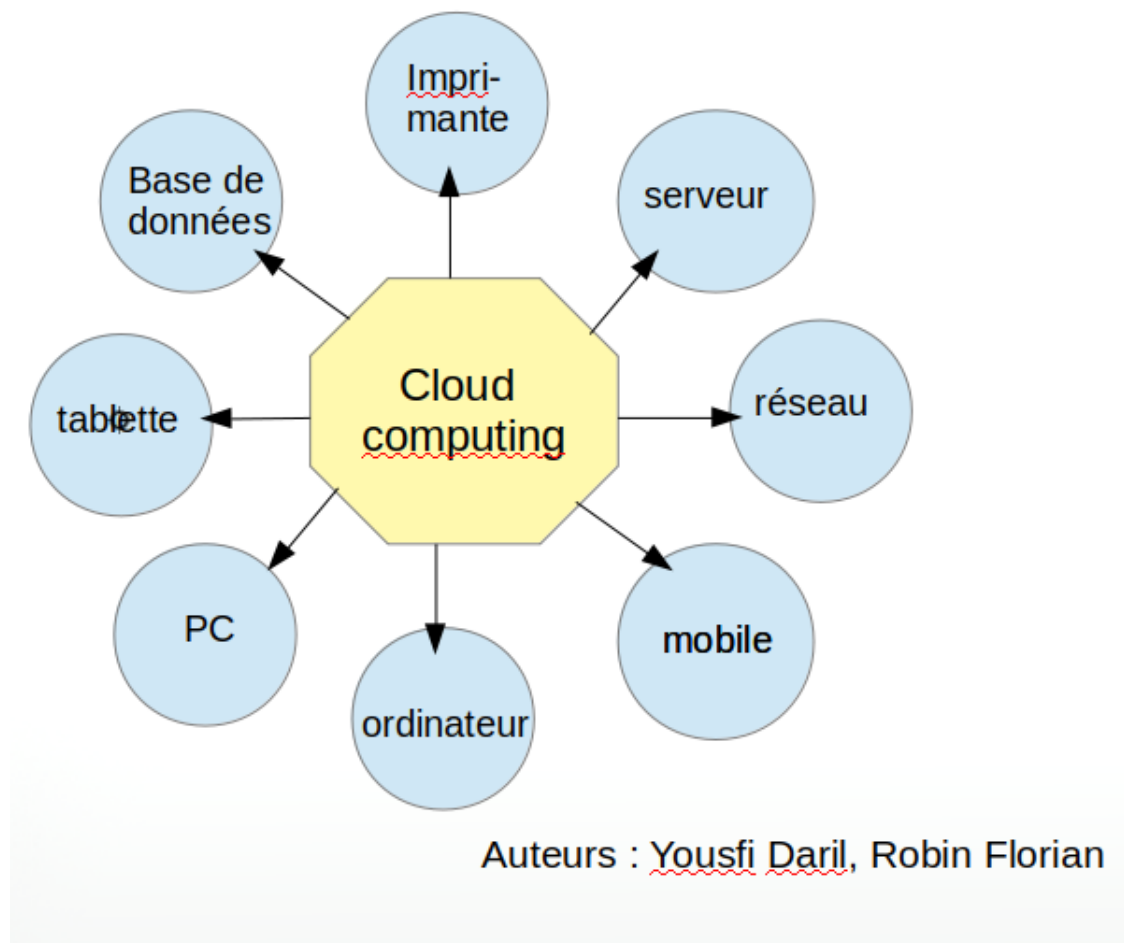 Impri-
mante
Base de
données
serveur
Cloud
computing
tablette
réseau
PC
mobile
ordinateur
Auteurs : Yousfi Daril, Robin Florian